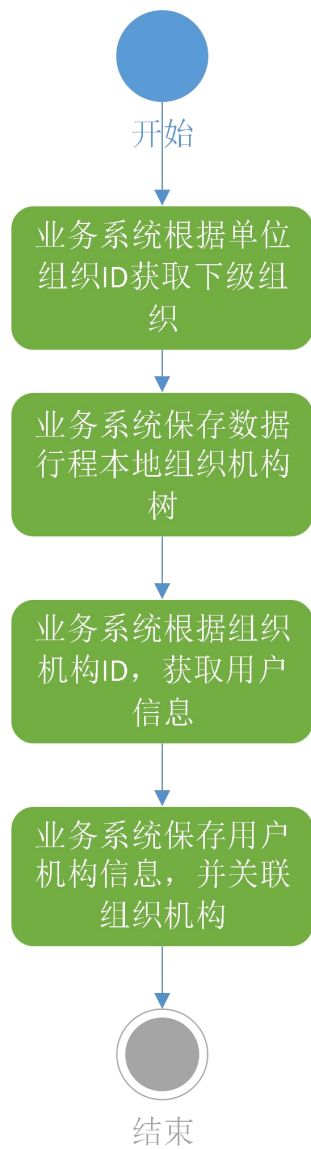 开始
业务系统根据单位
组织ID获取下级组
织
业务系统保存数据
行程本地组织机构
树
业务系统根据组织
机构ID，获取用户
信息
业务系统保存用户
机构信息，并关联
组织机构
结束